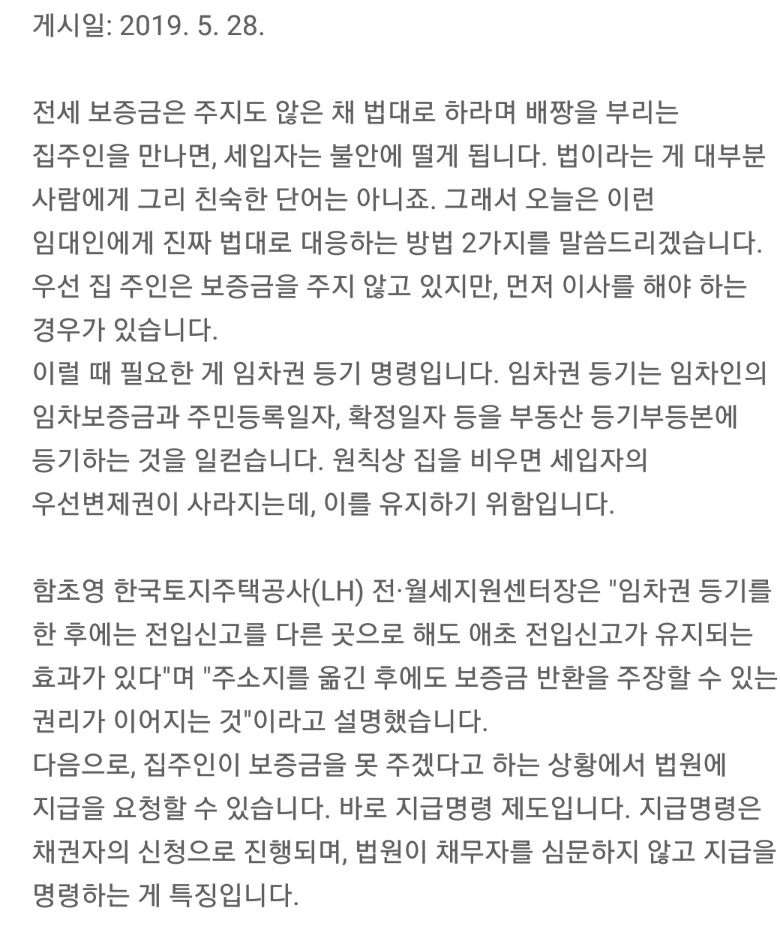 게시일: 2019. 5. 28.
전세 보증금은 주지도 않은 채 법대로 하라며 배짱을 부리는
집주인을 만나면, 세입자는 불안에 떨게 됩니다. 법이라는 게 대부분
사람에게 그리 친숙한 단어는 아니죠. 그래서 오늘은 이런
임대인에게 진짜 법대로 대응하는 방법 2가지를 말씀드리겠습니다.
우선 집 주인은 보증금을 주지 않고 있지만, 먼저 이사를 해야 하는
경우가 있습니다.
이럴 때 필요한 게 임차권 등기 명령입니다. 임차권 등기는 임차인의
임차보증금과 주민등록일자, 확정일자 등을 부동산 등기부등본에
등기하는 것을 일컫습니다. 원칙상 집을 비우면 세입자의
우선변제권이 사라지는데, 이를 유지하기 위함입니다.
함초영 한국토지주택공사(LH) 전·월세지원센터장은 "임차권 등기를
한 후에는 전입신고를 다른 곳으로 해도 애초 전입신고가 유지되는
효과가 있다"며 "주소지를 옮긴 후에도 보증금 반환을 주장할 수 있는
권리가 이어지는 것"이라고 설명했습니다.
다음으로, 집주인이 보증금을 못 주겠다고 하는 상황에서 법원에
지급을 요청할 수 있습니다. 바로 지급명령 제도입니다. 지급명령은
채권자의 신청으로 진행되며, 법원이 채무자를 심문하지 않고 지급을
명령하는 게 특징입니다.